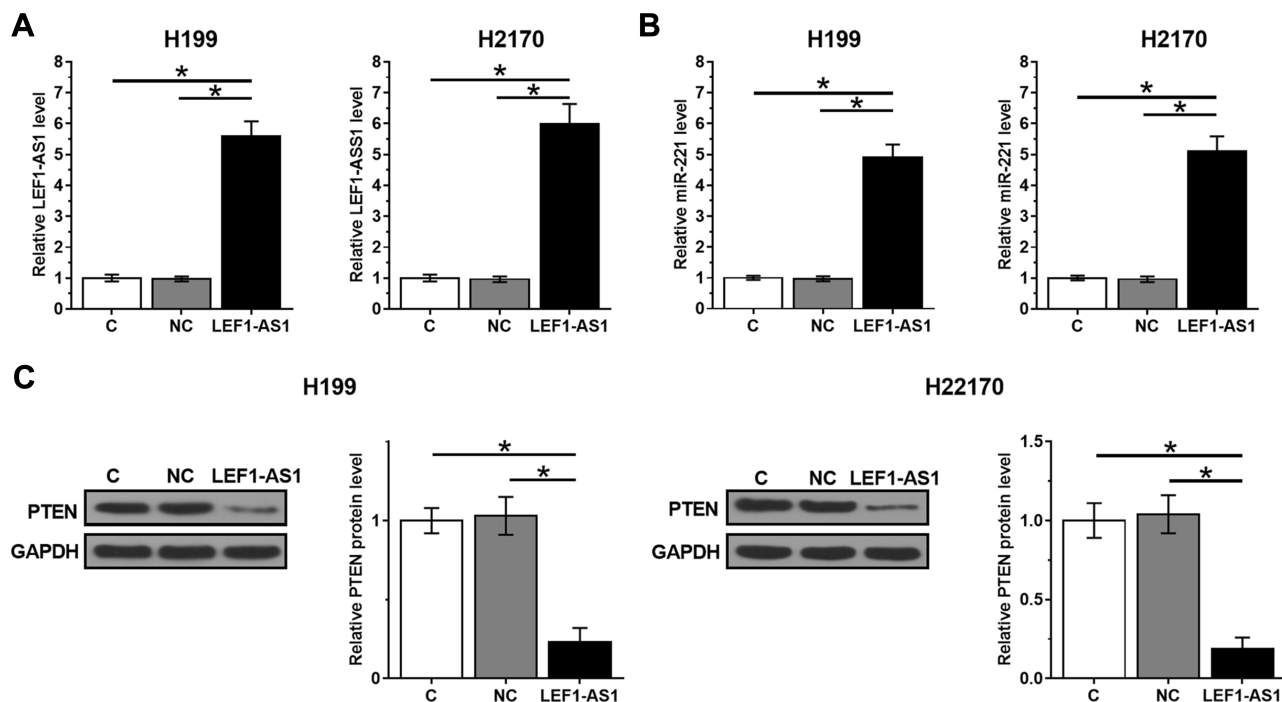 A
H199
Relative LEF1-AS1 level
8
7
6
5
4
3
2
1
0
*
*
C NC LEF1-AS1
H2170
Relative LEF1-ASS1 level
8
7
6
5
4
3
2
1
0
*
*
C NC LEF1-AS1
B
H199
Relative miR-221 level
8
7
6
5
4
3
2
1
0
*
*
C NC LEF1-AS1
H2170
Relative miR-221 level
8
7
6
5
4
3
2
1
0
*
*
C NC LEF1-AS1
C
H199
C NC LEF1-AS1
PTEN
GAPDH
Relative PTEN protein level
1
0
*
*
C NC LEF1-AS1
H22170
C NC LEF1-AS1
PTEN
GAPDH
Relative PTEN protein level
1.5
1.0
0.5
0.0
*
*
C NC LEF1-AS1